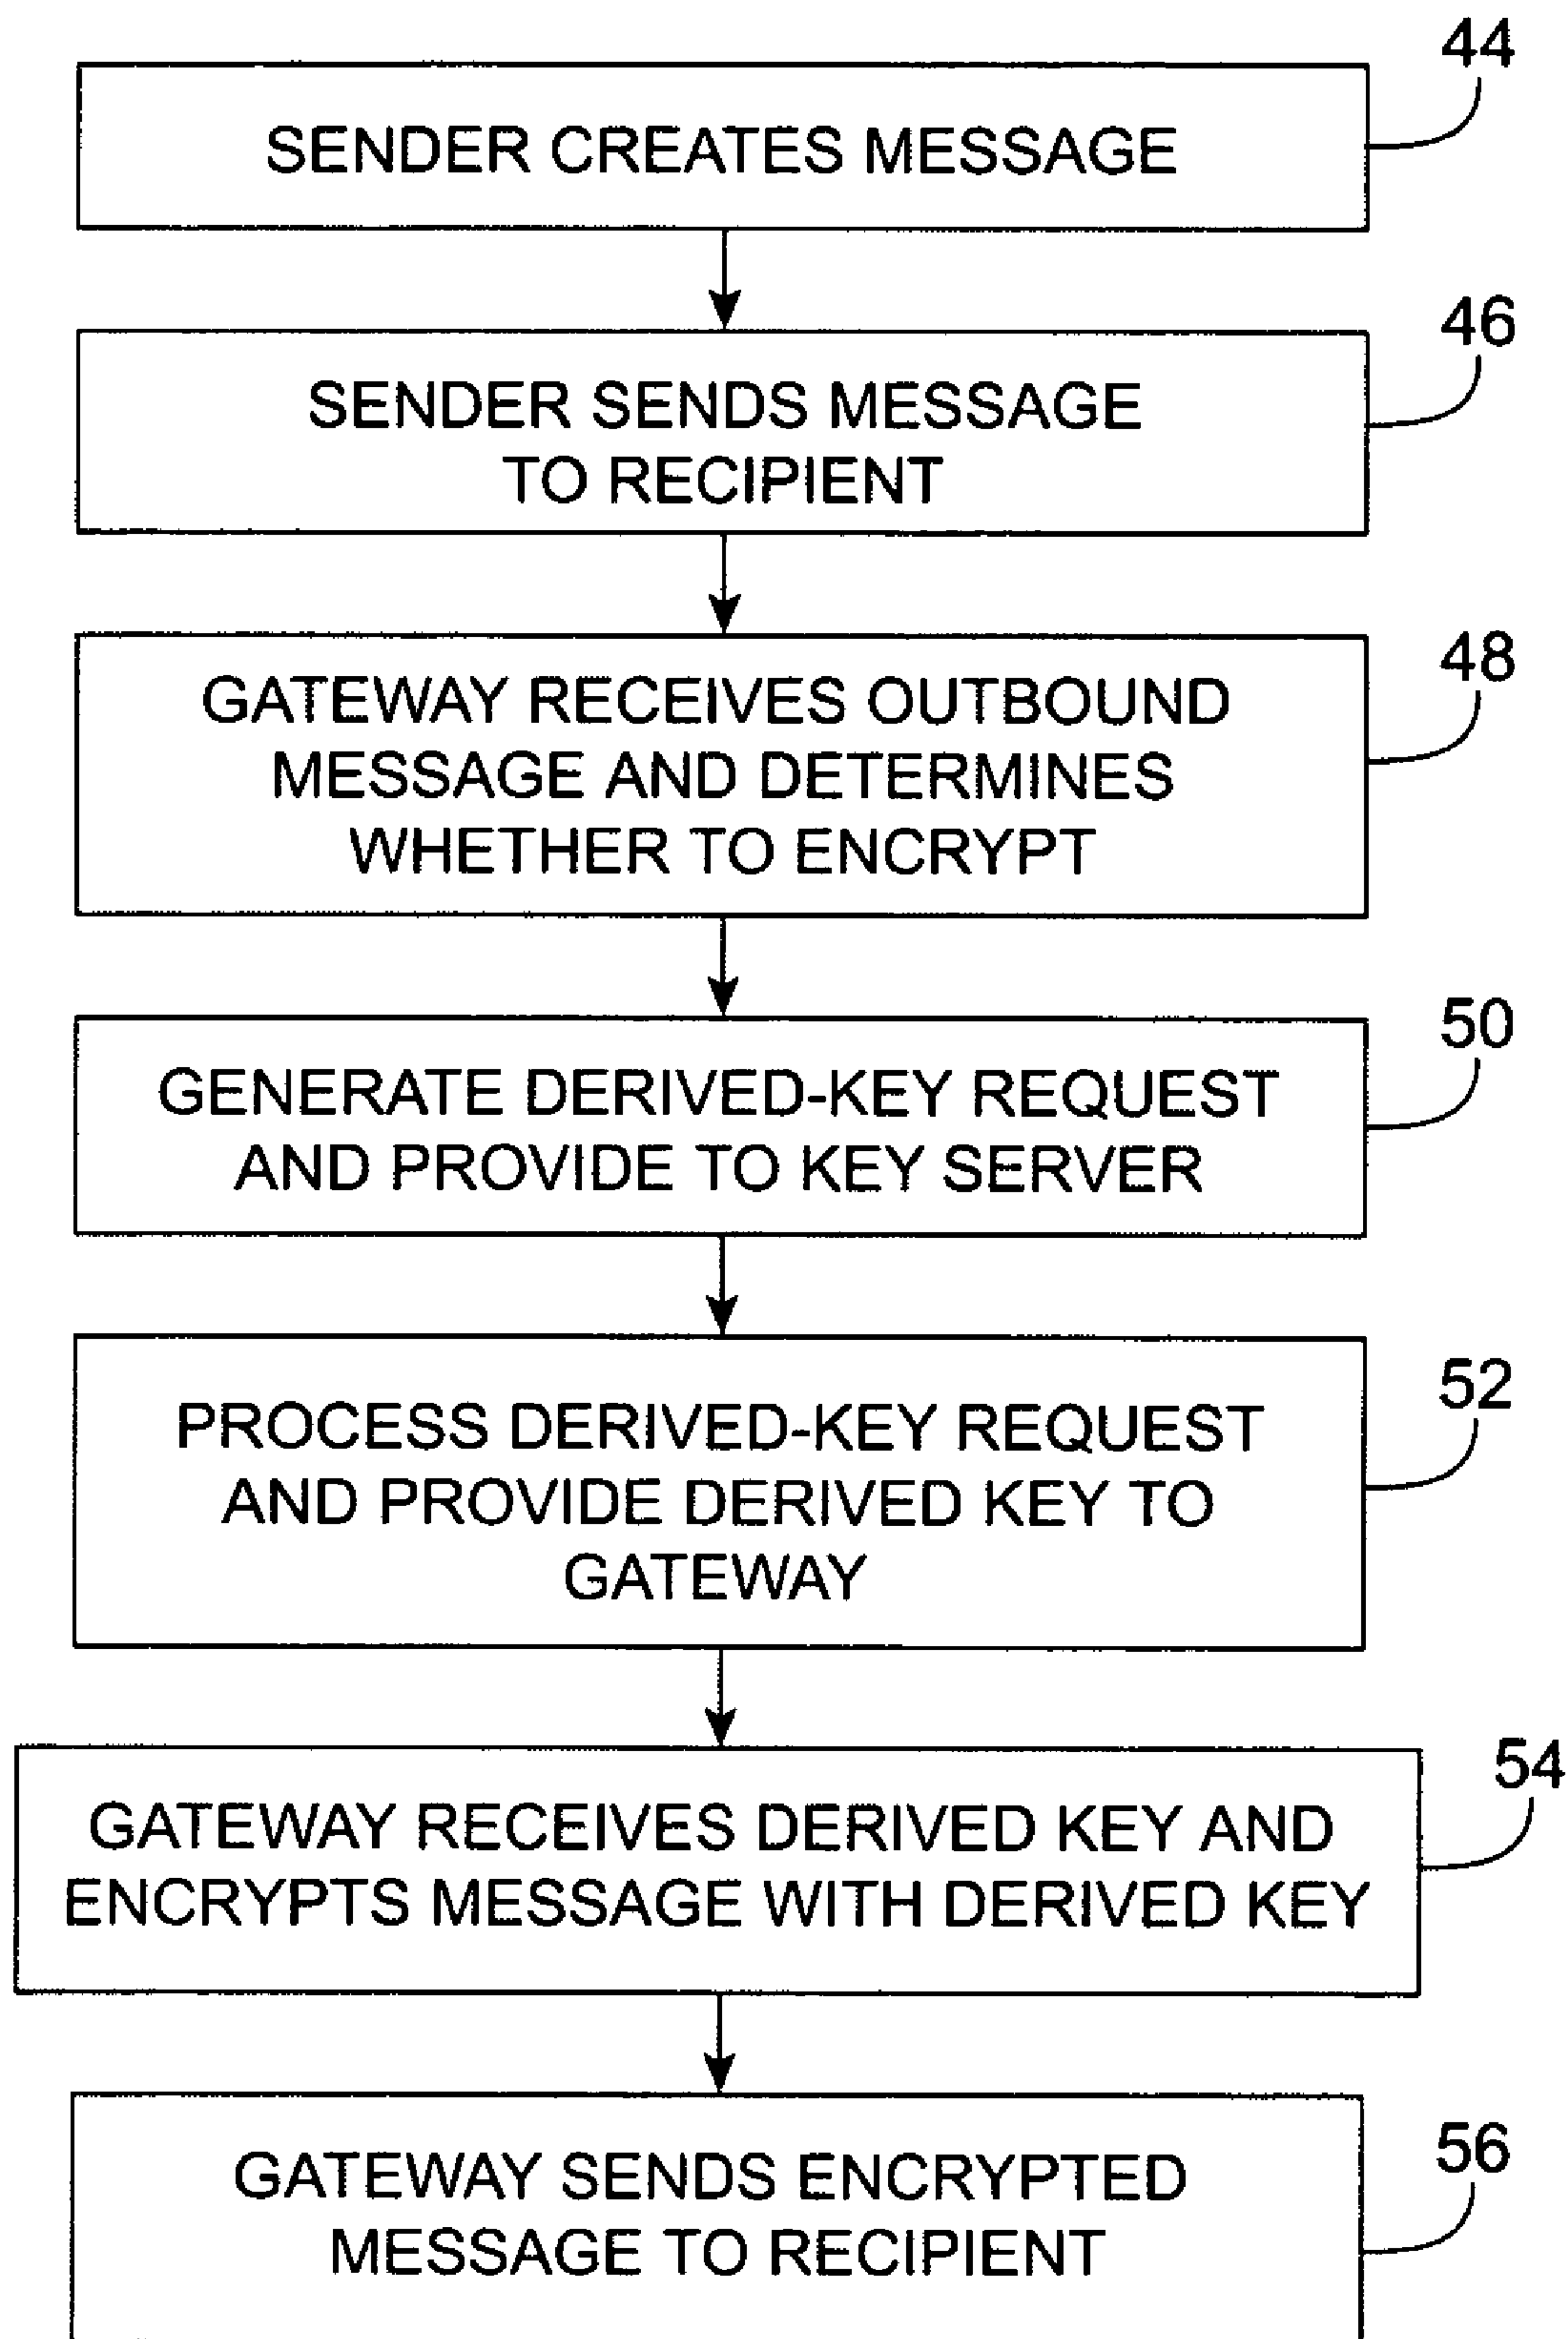 44
SENDER CREATES MESSAGE
46
SENDER SENDS MESSAGE
TO RECIPIENT
48
GATEWAY RECEIVES OUTBOUND
MESSAGE AND DETERMINES
WHETHER TO ENCRYPT
50
GENERATE DERIVED-KEY REQUEST
AND PROVIDE TO KEY SERVER
52
PROCESS DERIVED-KEY REQUEST
AND PROVIDE DERIVED KEY TO
GATEWAY
54
GATEWAY RECEIVES DERIVED KEY AND
ENCRYPTS MESSAGE WITH DERIVED KEY
56
GATEWAY SENDS ENCRYPTED
MESSAGE TO RECIPIENT